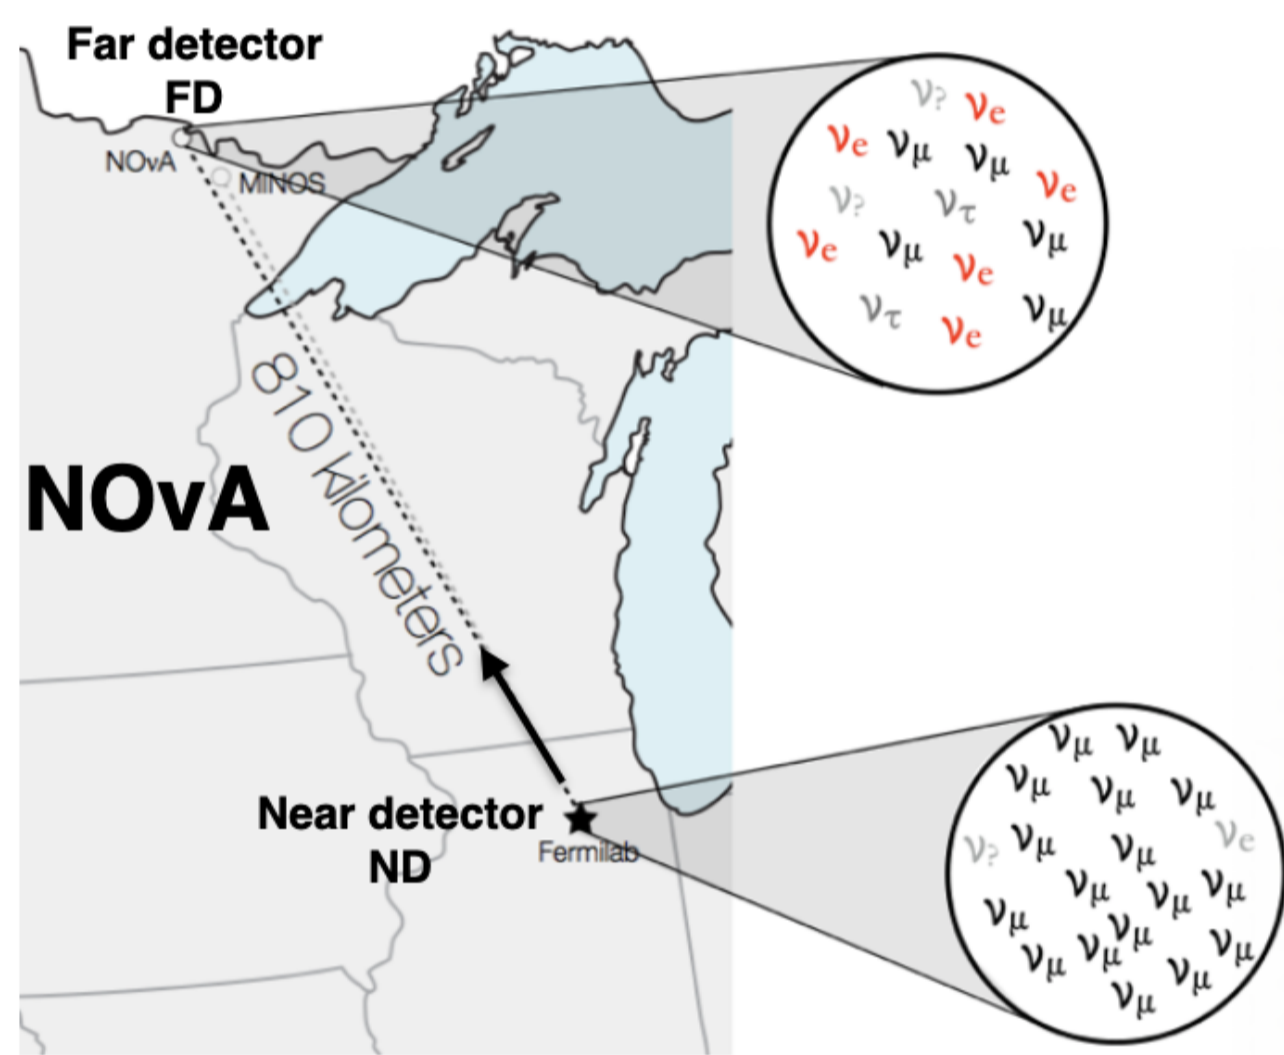 Far detector
FD
NOvA
MINOS
810 kilometers
NOvA
Near detector
ND
Fermilab
ν? νe
νe νμ νμ
νe
ν? ντ
νμ
νe νμ νe
ντ νe νμ
νμ νμ
νμ νμ νμ
ν? νμ νμ νe
νμ νμ νμ
νμ νμ
νμ νμ νμ
νμ
νμ